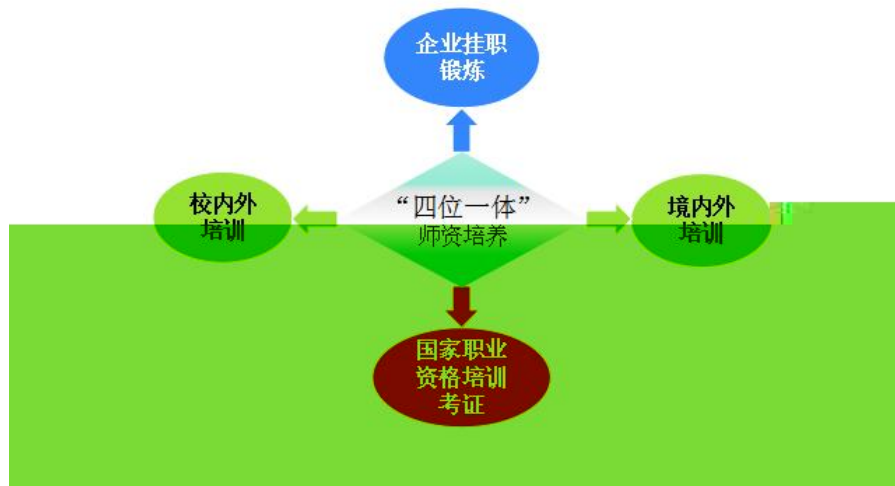 企业挂职
锻炼
校内外
培训
“四位一体”
师资培养
境内外
培训
国家职业
资格培训
考证